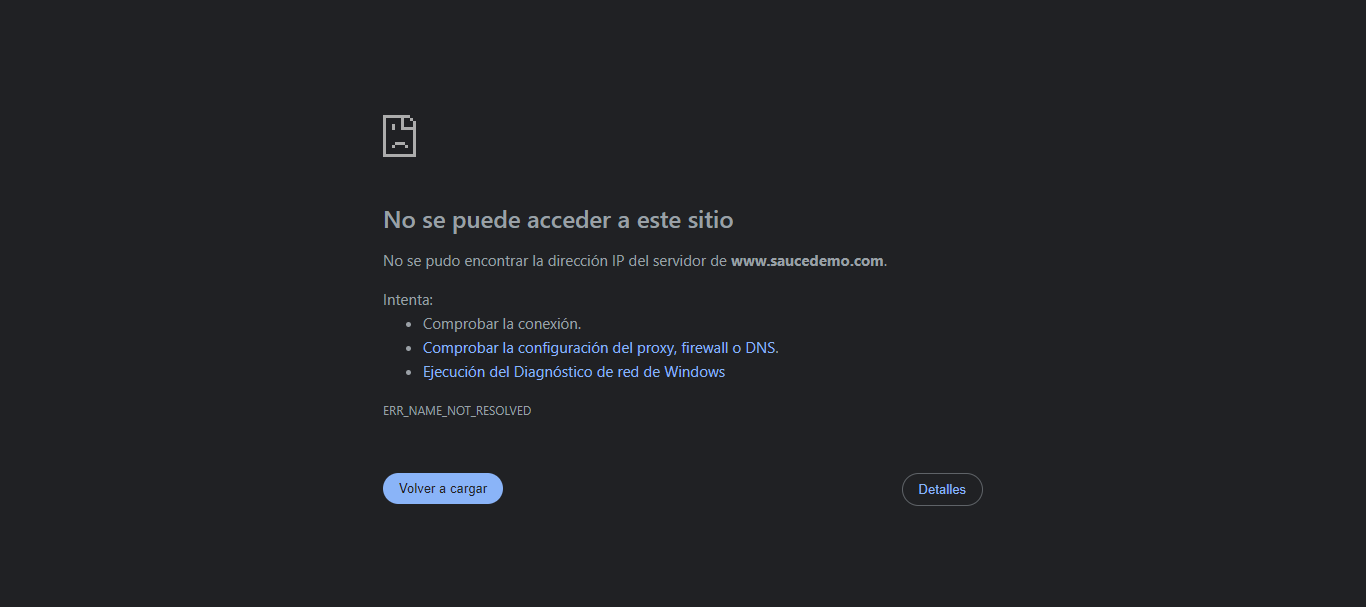 No se puede acceder a este sitio
No se pudo encontrar la dirección IP del servidor de www.saucedemo.com.
Intenta:
Comprobar la conexión.
Comprobar la configuración del proxy, firewall o DNS.
Ejecución del Diagnóstico de red de Windows
ERR_NAME_NOT_RESOLVED
Volver a cargar
Detalles